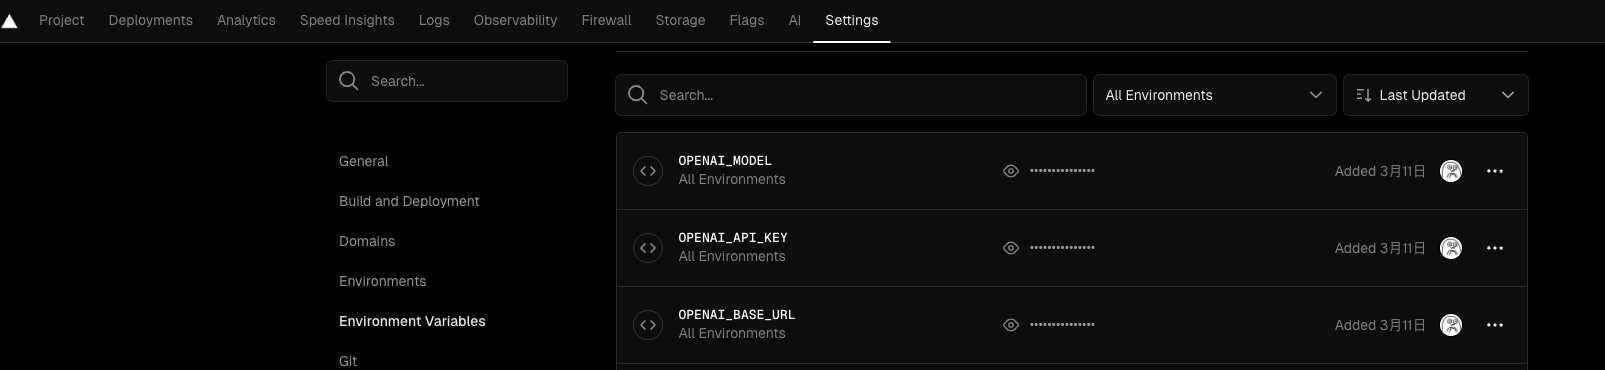 Project Deployments Analytics Speed Insights Logs Observability Firewall Storage Flags AI Settings
Search...
General
Build and Deployment
Domains
Environments
Environment Variables
Git
Search... All Environments Last Updated
OPENAI_MODEL
All Environments
•••••••••••••••
Added 3月11日
OPENAI_API_KEY
All Environments
•••••••••••••••
Added 3月11日
OPENAI_BASE_URL
All Environments
•••••••••••••••
Added 3月11日